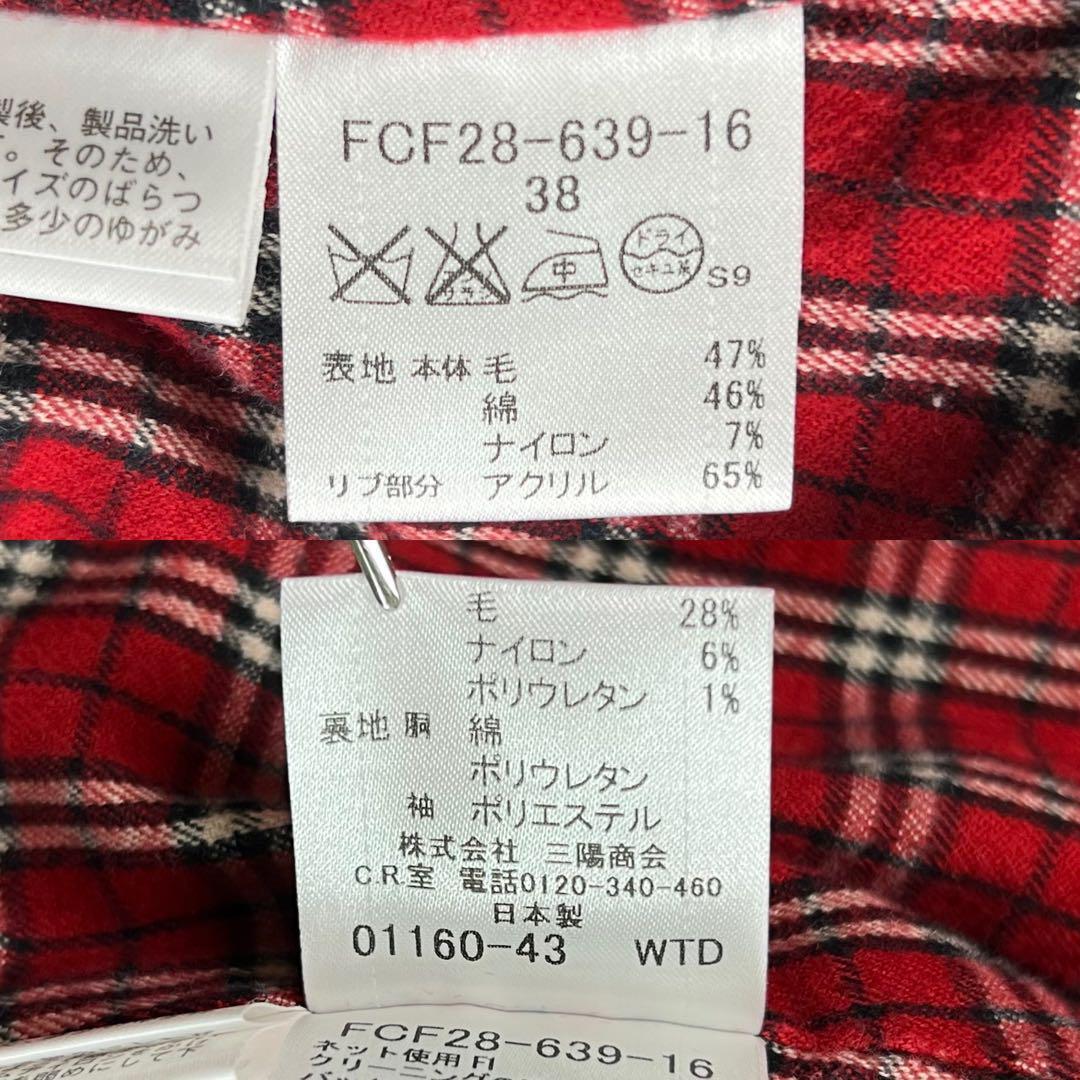 製後、製品洗い
。そのため、
イズのばらつ
多少のゆがみ
FCF28-639-16
38
中
ドライ
セキユ系
S9
表地 本体 毛 47%
綿 46%
ナイロン 7%
リブ部分 アクリル 65%
毛 28%
ナイロン 6%
ポリウレタン 1%
裏地 胴 綿
ポリウレタン
袖 ポリエステル
株式会社 三陽商会
C.R室 電話0120-340-460
日本製
01160-43 WTD
FCF28-639-16
ネット使用
クリーニング